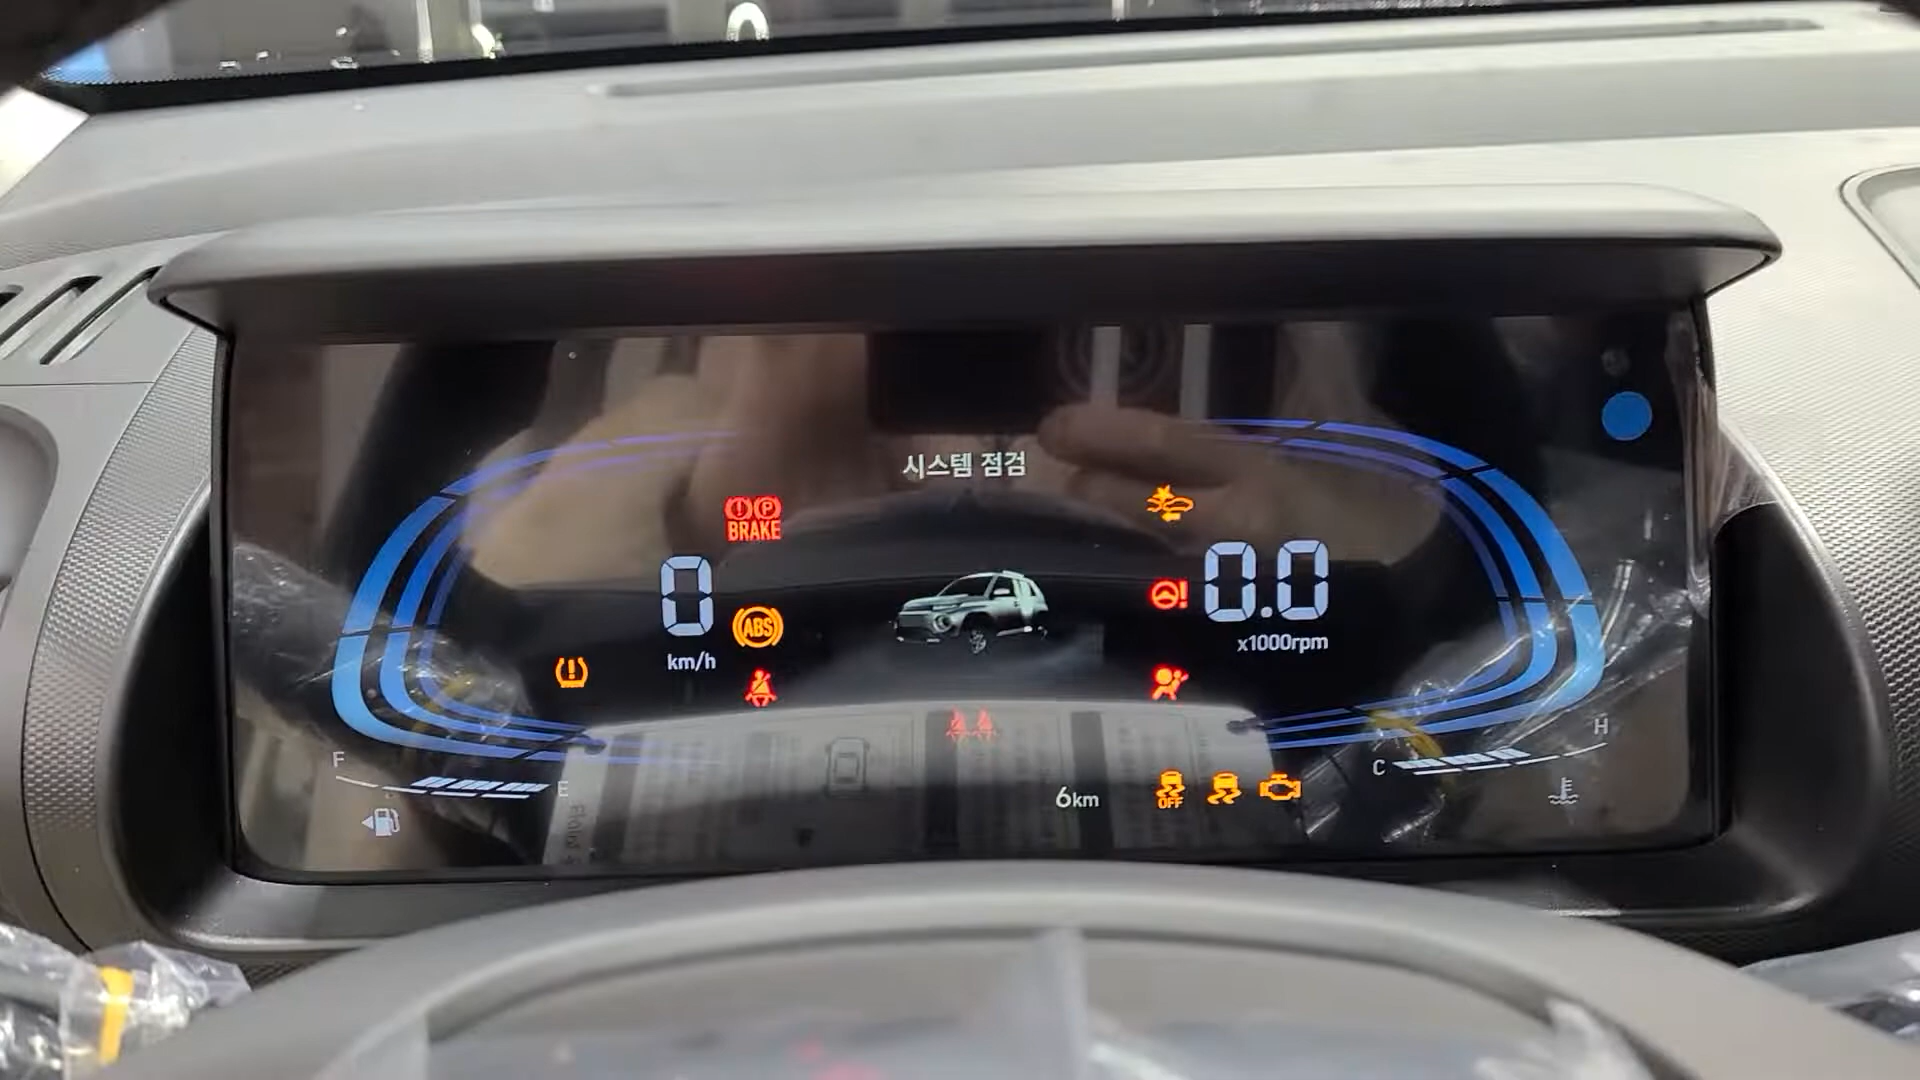 시스템 점검
BRAKE
0
0.0
ABS
km/h
x1000rpm
F
E
C
H
6km
OFF